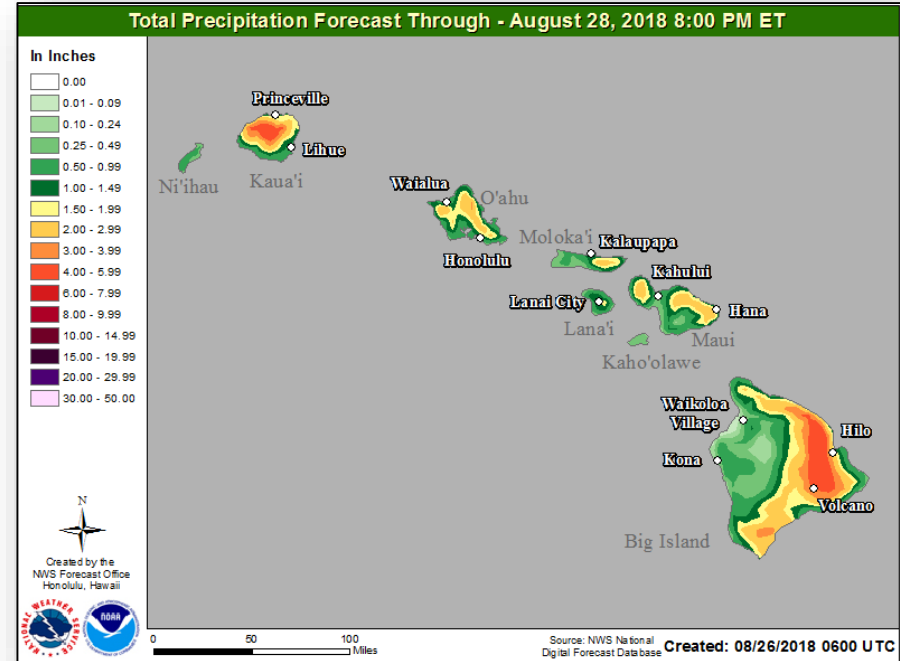 Total Precipitation Forecast Through - August 28, 2018 8:00 PM ET
In Inches
0.00
0.01 - 0.09
0.10 - 0.24
0.25 - 0.49
0.50 - 0.99
1.00 - 1.49
1.50 - 1.99
2.00 - 2.99
3.00 - 3.99
4.00 - 5.99
6.00 - 7.99
8.00 - 9.99
10.00 - 14.99
15.00 - 19.99
20.00 - 29.99
30.00 - 50.00
Princeville
Lihue
Ni'ihau
Kaua'i
Waialua
O'ahu
Honolulu
Moloka'i
Kalaupapa
Kahului
Lanai City
Hana
Lana'i
Maui
Kaho'olawe
Waikoloa
Village
Hilo
Kona
Volcano
Big Island
N
Created by the
NWS Forecast Office
Honolulu, Hawaii
NATIONAL WEATHER SERVICE
NOAA
0 50 100
Miles
Source: NWS National
Digital Forecast Database
Created: 08/26/2018 0600 UTC